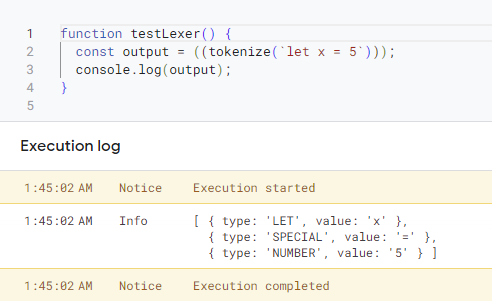 1 function testLexer() {
2 const output = ((tokenize(`let x = 5`)));
3 console.log(output);
4 }
5
Execution log
1:45:02 AM Notice Execution started
1:45:02 AM Info [ { type: 'LET', value: 'x' },
{ type: 'SPECIAL', value: '=' },
{ type: 'NUMBER', value: '5' } ]
1:45:02 AM Notice Execution completed